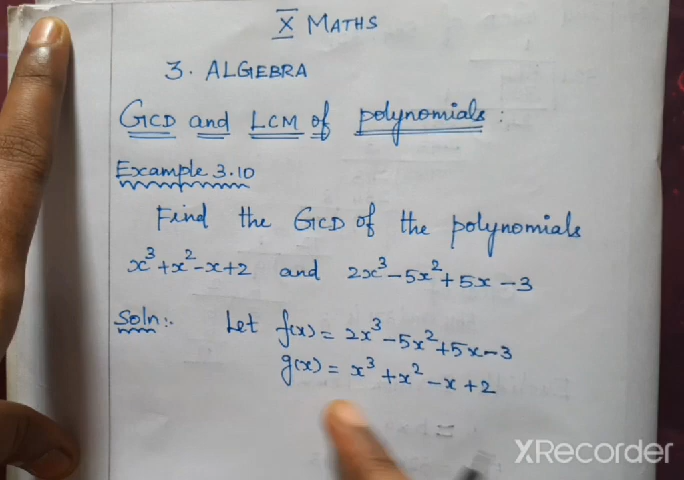 X MATHS
3. ALGEBRA
GCD and LCM of polynomials:
Example 3.10
Find the GCD of the polynomials
x³+x²-x+2 and 2x³-5x²+5x-3
Soln:. Let f(x) = 2x³-5x²+5x-3
g(x) = x³+x²-x+2
XRecorder